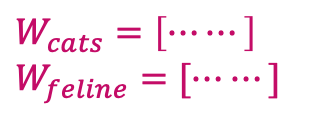 W_cats = [⋯⋯]
W_feline = [⋯⋯]